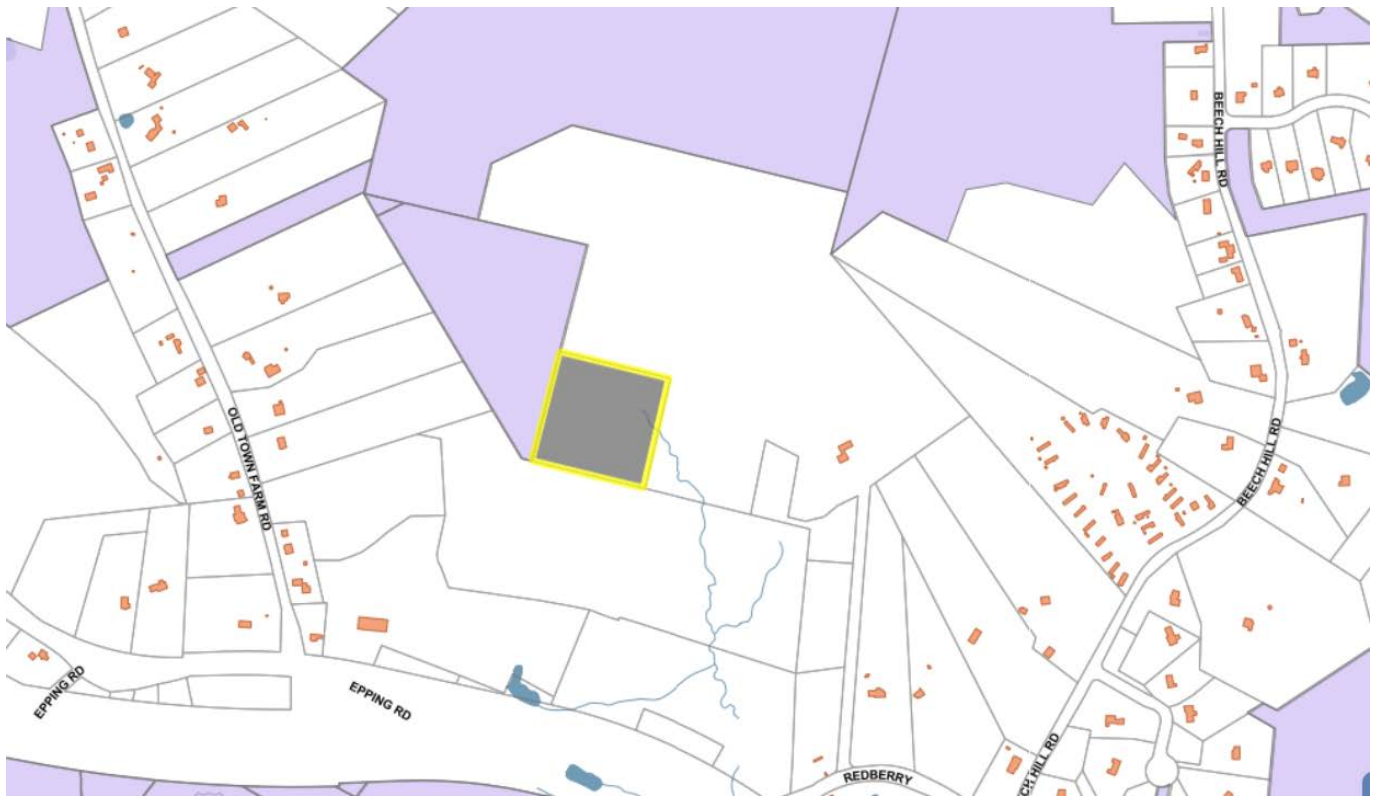 BEECH HILL RD
OLD TOWN FARM RD
BEECH HILL RD
EPPING RD
EPPING RD
CH HILL RD
REDBERRY